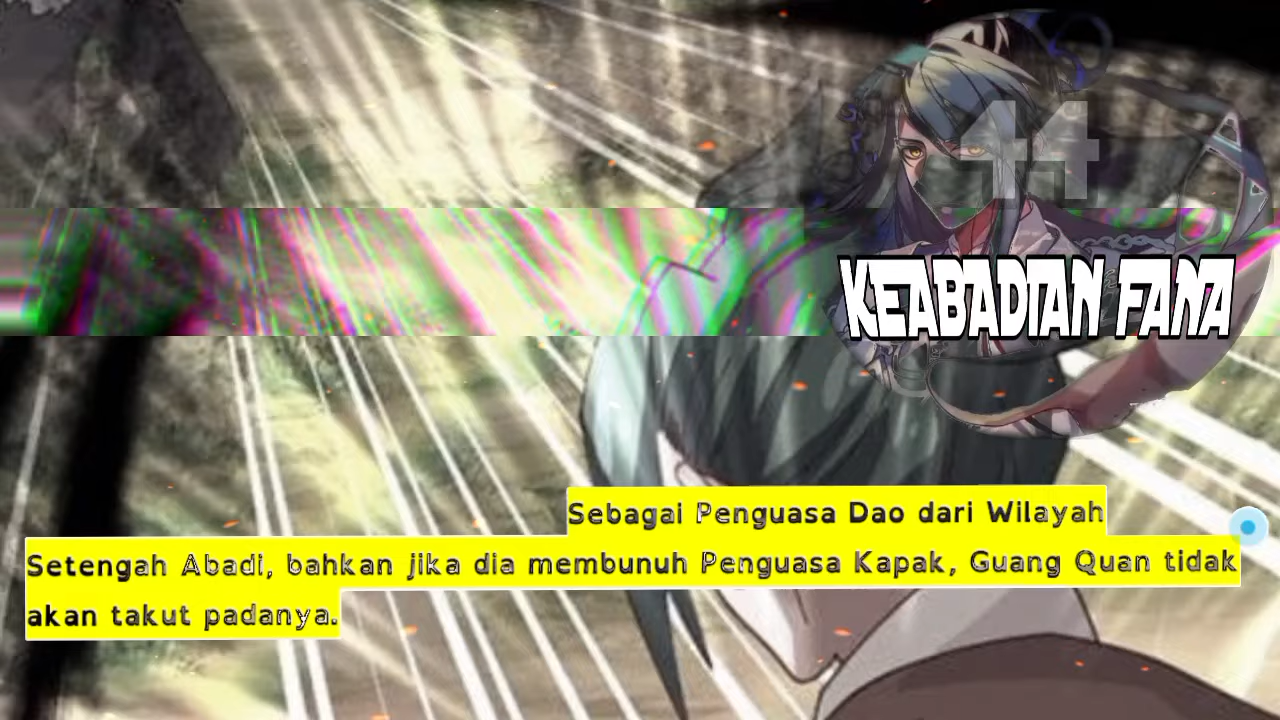 44
KEABADIAN FANA
Sebagai Penguasa Dao dari Wilayah
Setengah Abadi, bahkan jika dia membunuh Penguasa Kapak, Guang Quan tidak
akan takut padanya.